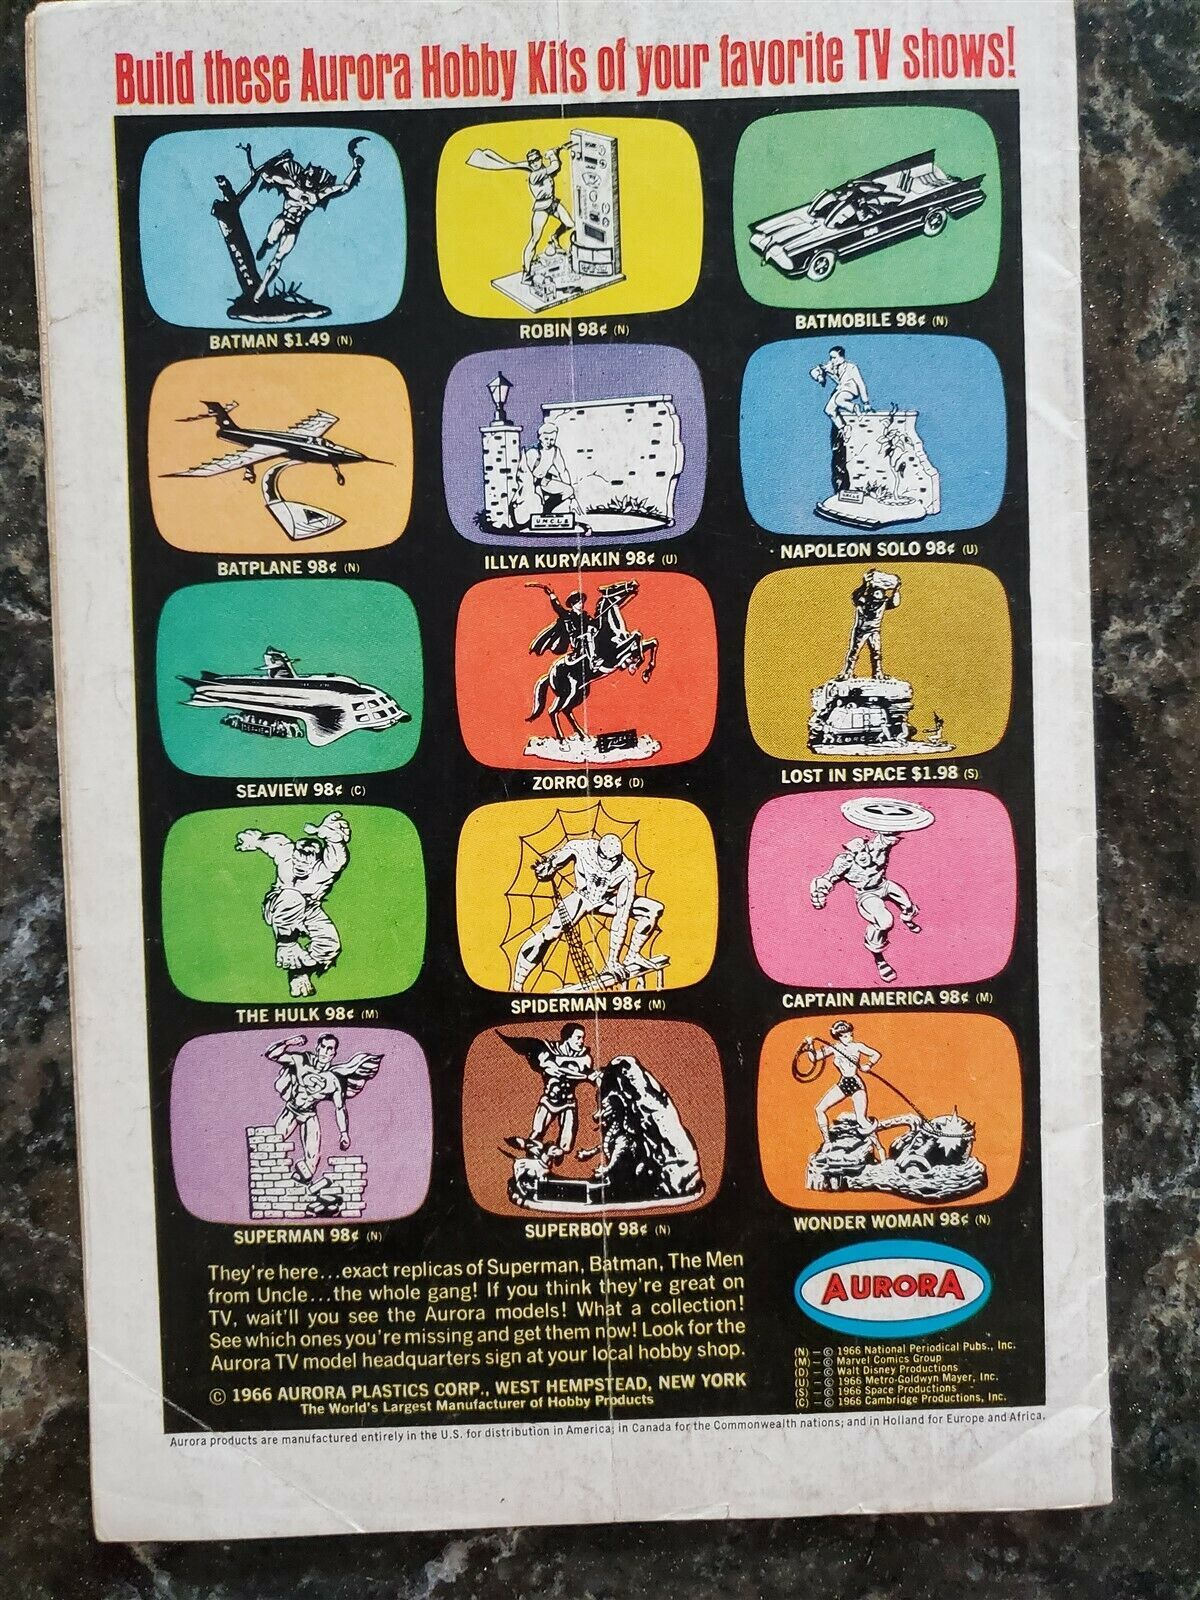 Build these Aurora Hobby Kits of your favorite TV shows!
BATMAN $1.49 (N)
ROBIN 98¢ (N)
BATMOBILE 98¢ (N)
BATPLANE 98¢ (N)
U.N.C.L.E
ILLYA KURYAKIN 98¢ (U)
NAPOLEON SOLO 98¢ (U)
SEAVIEW 98¢ (C)
ZORRO 98¢ (D)
LOST IN SPACE $1.98 (S)
THE HULK 98¢ (M)
SPIDERMAN 98¢ (M)
CAPTAIN AMERICA 98¢ (M)
SUPERMAN 98¢ (N)
SUPERBOY 98¢ (N)
WONDER WOMAN 98¢ (N)
They're here...exact replicas of Superman, Batman, The Men
from Uncle...the whole gang! If you think they're great on
TV, wait'll you see the Aurora models! What a collection!
See which ones you're missing and get them now! Look for the
Aurora TV model headquarters sign at your local hobby shop.
© 1966 AURORA PLASTICS CORP., WEST HEMPSTEAD, NEW YORK
The World's Largest Manufacturer of Hobby Products
AURORA
(N) — © 1966 National Periodical Pubs., Inc.
(M) — © Marvel Comics Group
(D) — © Walt Disney Productions
(U) — © 1966 Metro-Goldwyn Mayer, Inc.
(S) — © 1966 Space Productions
(C) — © 1966 Cambridge Productions, Inc.
Aurora products are manufactured entirely in the U.S. for distribution in America; in Canada for the Commonwealth nations; and in Holland for Europe and Africa.